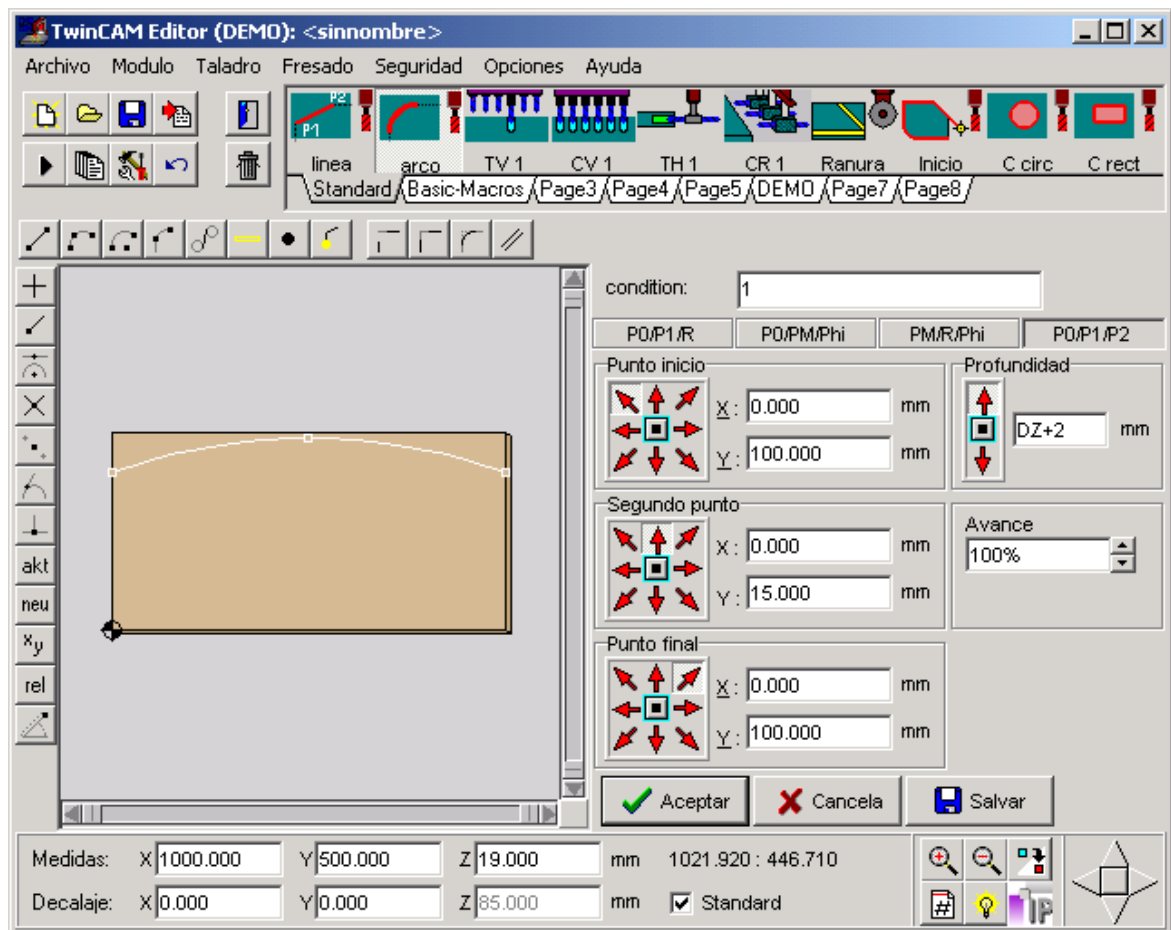 TwinCAM Editor (DEMO): <sinnombre>
Archivo Modulo Taladro Fresado Seguridad Opciones Ayuda
P2
P1
linea arco TV 1 CV 1 TH 1 CR 1 Ranura Inicio C circ C rect
Standard Basic-Macros Page3 Page4 Page5 DEMO Page7 Page8
condition: 1
P0/P1/R P0/PM/Phi PM/R/Phi P0/P1/P2
Punto inicio Profundidad
X : 0.000 mm
DZ+2 mm
Y : 100.000 mm
Segundo punto
Avance
X : 0.000 mm
100%
Y : 15.000 mm
Punto final
X : 0.000 mm
Y : 100.000 mm
akt
neu
xy
rel
Aceptar Cancela Salvar
Medidas: X 1000.000 Y 500.000 Z 19.000 mm 1021.920 : 446.710
Decalaje: X 0.000 Y 0.000 Z 85.000 mm Standard
#
IP